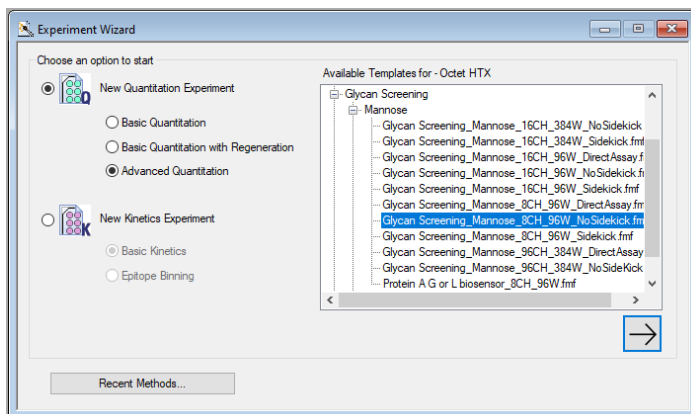 Experiment Wizard
Choose an option to start
New Quantitation Experiment
Basic Quantitation
Basic Quantitation with Regeneration
Advanced Quantitation
New Kinetics Experiment
Basic Kinetics
Epitope Binning
Recent Methods...
Available Templates for - Octet HTX
Glycan Screening
Mannose
Glycan Screening_Mannose_16CH_384W_NoSidekick
Glycan Screening_Mannose_16CH_384W_Sidekick.fmf
Glycan Screening_Mannose_16CH_96W_DirectAssay.f
Glycan Screening_Mannose_16CH_96W_NoSidekick.fr
Glycan Screening_Mannose_16CH_96W_Sidekick.fmf
Glycan Screening_Mannose_8CH_96W_DirectAssay.fm
Glycan Screening_Mannose_8CH_96W_NoSidekick.fm
Glycan Screening_Mannose_8CH_96W_Sidekick.fmf
Glycan Screening_Mannose_96CH_384W_DirectAssay
Glycan Screening_Mannose_96CH_384W_NoSideKick
Protein A G or L biosensor_8CH_96W.fmf